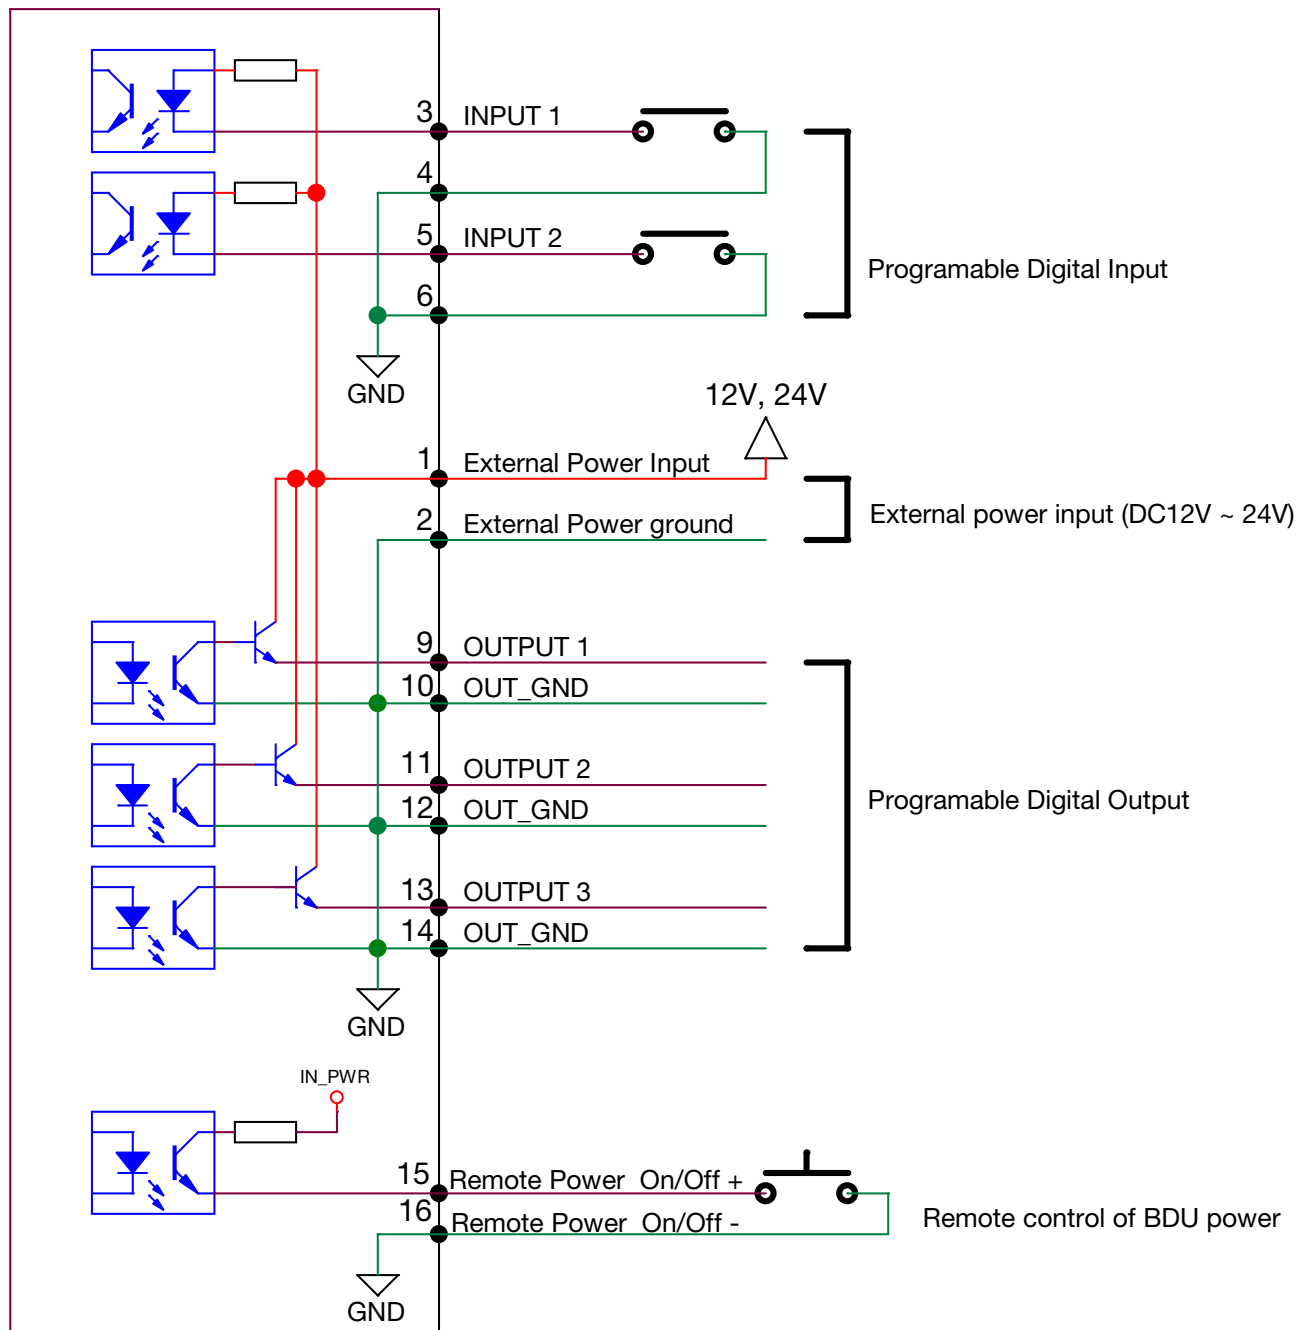 3 INPUT 1
4
5 INPUT 2
6
Programable Digital Input
GND
12V, 24V
1 External Power Input
2 External Power ground
External power input (DC12V ~ 24V)
9 OUTPUT 1
10 OUT_GND
11 OUTPUT 2
12 OUT_GND
Programable Digital Output
13 OUTPUT 3
14 OUT_GND
GND
IN_PWR
15 Remote Power On/Off +
16 Remote Power On/Off -
Remote control of BDU power
GND